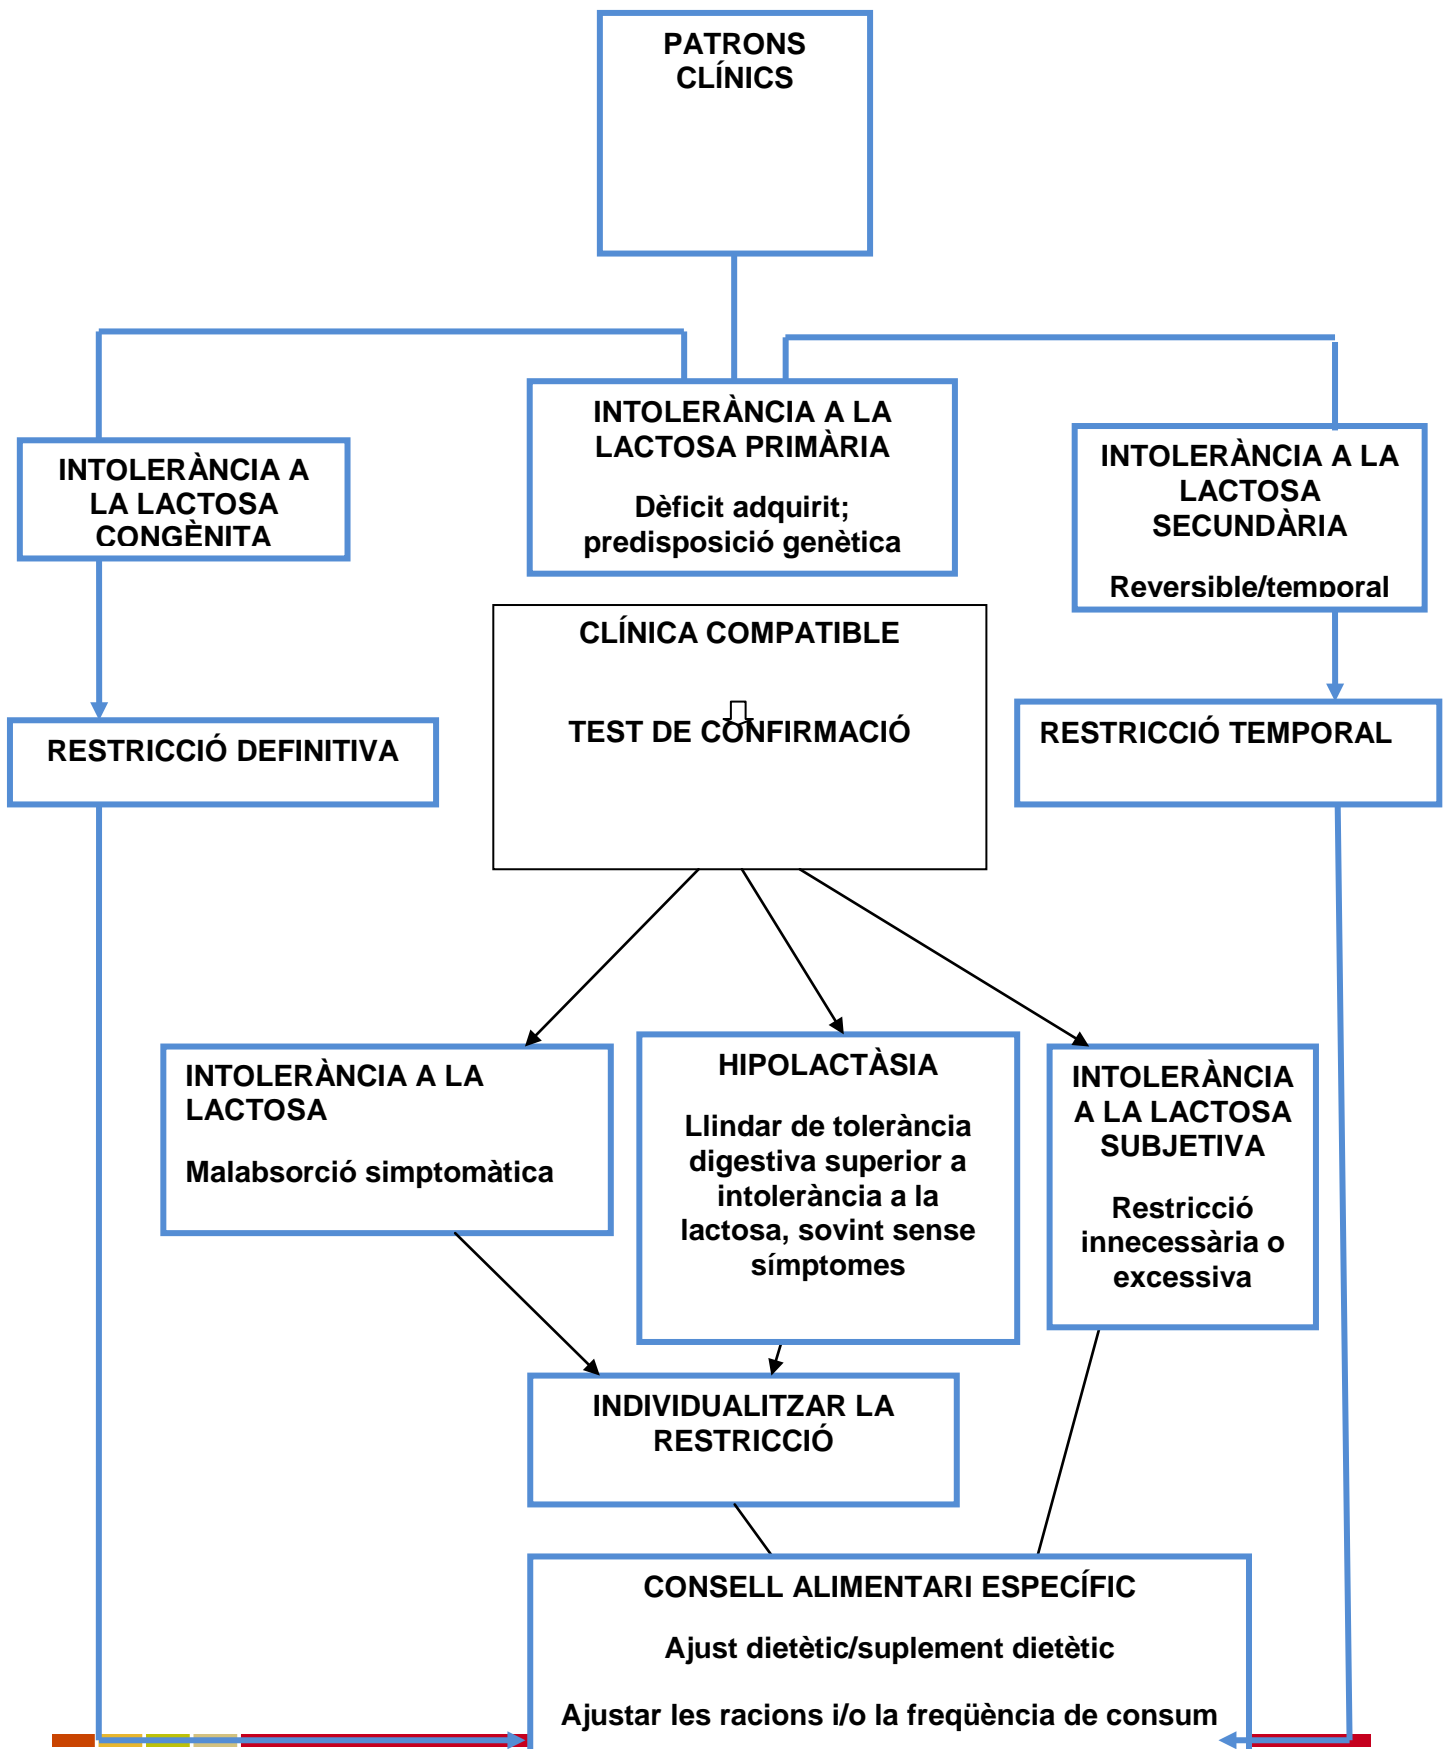 PATRONS
CLÍNICS
INTOLERÀNCIA A LA
LACTOSA PRIMÀRIA
Dèficit adquirit;
predisposició genètica
INTOLERÀNCIA A
LA LACTOSA
CONGÈNITA
INTOLERÀNCIA A LA
LACTOSA
SECUNDÀRIA
Reversible/temporal
CLÍNICA COMPATIBLE
TEST DE CONFIRMACIÓ
RESTRICCIÓ DEFINITIVA
RESTRICCIÓ TEMPORAL
INTOLERÀNCIA A LA
LACTOSA
Malabsorció simptomàtica
HIPOLACTÀSIA
Llindar de tolerància
digestiva superior a
intolerància a la
lactosa, sovint sense
símptomes
INTOLERÀNCIA
A LA LACTOSA
SUBJETIVA
Restricció
innecessària o
excessiva
INDIVIDUALITZAR LA
RESTRICCIÓ
CONSELL ALIMENTARI ESPECÍFIC
Ajust dietètic/suplement dietètic
Ajustar les racions i/o la freqüència de consum